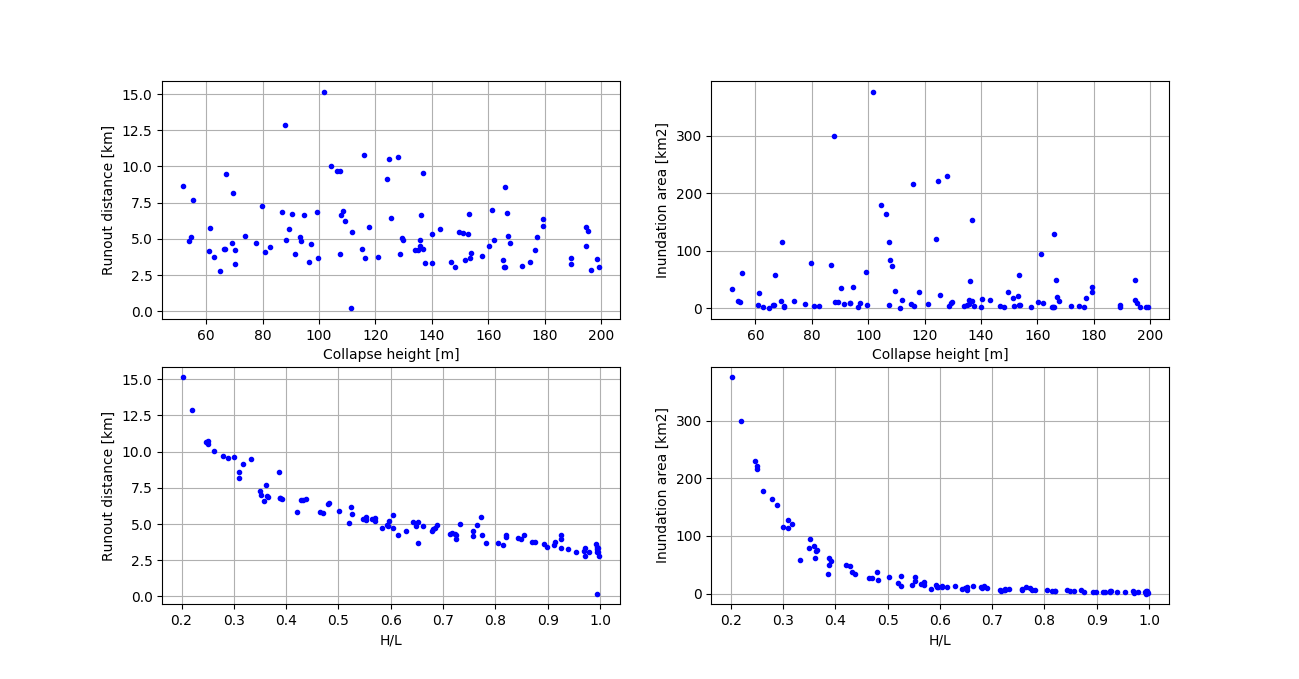 Runout distance [km]
15.0
12.5
10.0
7.5
5.0
2.5
0.0
60 80 100 120 140 160 180 200
Collapse height [m]
Inundation area [km2]
300
200
100
0
60 80 100 120 140 160 180 200
Collapse height [m]
Runout distance [km]
15.0
12.5
10.0
7.5
5.0
2.5
0.0
0.2 0.3 0.4 0.5 0.6 0.7 0.8 0.9 1.0
H/L
Inundation area [km2]
300
200
100
0
0.2 0.3 0.4 0.5 0.6 0.7 0.8 0.9 1.0
H/L